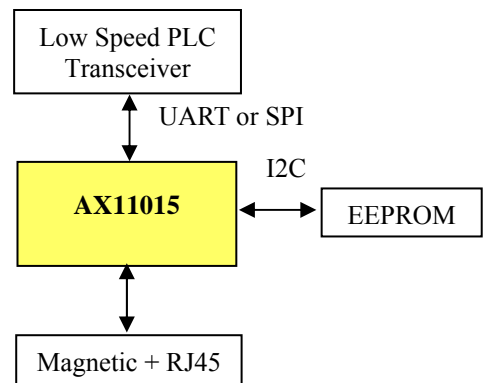 Low Speed PLC
Transceiver
UART or SPI
I2C
AX11015
EEPROM
Magnetic + RJ45